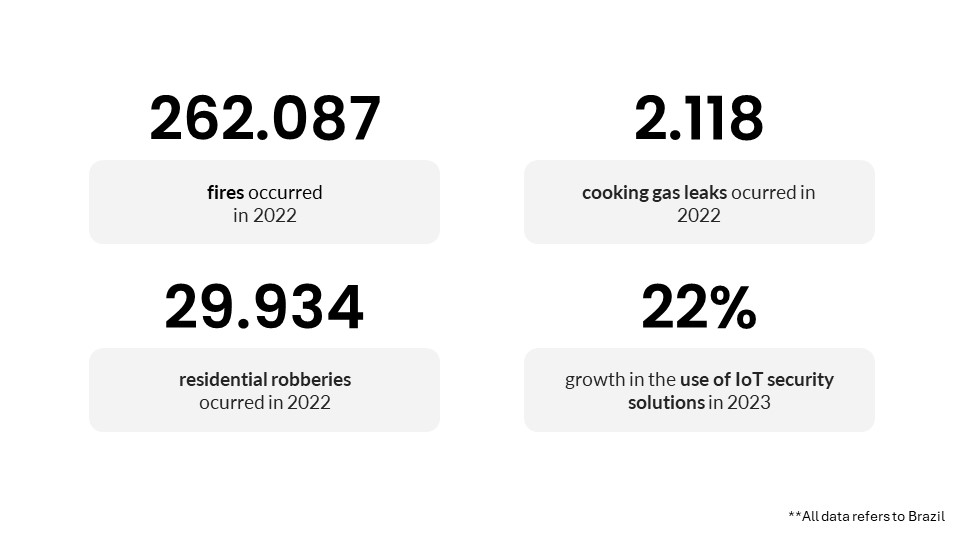 262.087
fires occurred
in 2022
2.118
cooking gas leaks ocurred in
2022
29.934
residential robberies
ocurred in 2022
22%
growth in the use of IoT security
solutions in 2023
**All data refers to Brazil